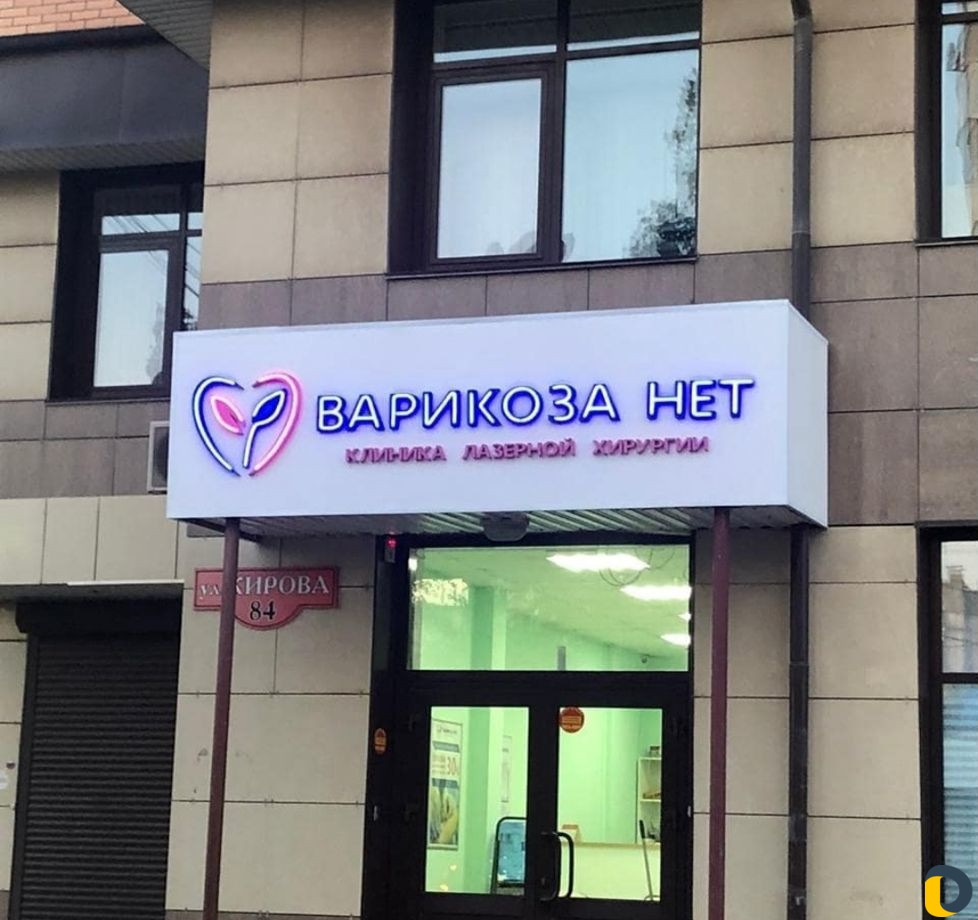 ВАРИКОЗА НЕТ
КЛИНИКА ЛАЗЕРНОЙ ХИРУРГИИ
ул. КИРОВА
84